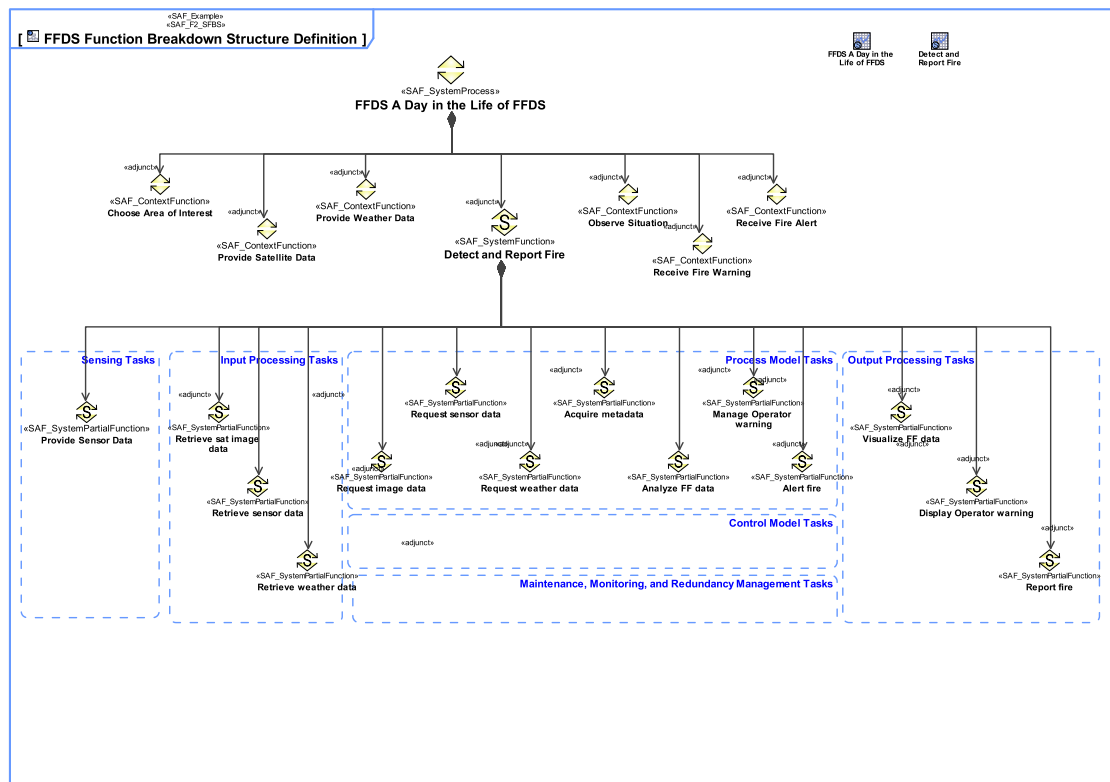 «SAF_Example»
«SAF_F2_SFBS»
[ FFDS Function Breakdown Structure Definition ]
FFDS A Day in the
Life of FFDS
Detect and
Report Fire
«SAF_SystemProcess»
FFDS A Day in the Life of FFDS
«adjunct»
«SAF_ContextFunction»
Choose Area of Interest
«adjunct»
«SAF_ContextFunction»
Provide Satellite Data
«adjunct»
«SAF_ContextFunction»
Provide Weather Data
«adjunct»
«SAF_SystemFunction»
Detect and Report Fire
«adjunct»
«SAF_ContextFunction»
Observe Situation
«adjunct»
«SAF_ContextFunction»
Receive Fire Warning
«adjunct»
«SAF_ContextFunction»
Receive Fire Alert
Sensing Tasks
«SAF_SystemPartialFunction»
Provide Sensor Data
Input Processing Tasks
«adjunct»
«SAF_SystemPartialFunction»
Retrieve sat image
data
«SAF_SystemPartialFunction»
Retrieve sensor data
«adjunct»
«SAF_SystemPartialFunction»
Retrieve weather data
Process Model Tasks
«adjunct»
«SAF_SystemPartialFunction»
Request sensor data
«adjunct»
«SAF_SystemPartialFunction»
Acquire metadata
«adjunct»
«adjunct»
«SAF_SystemPartialFunction»
Manage Operator
warning
«adjunct»
«SAF_SystemPartialFunction»
Request image data
«adjunct»
«SAF_SystemPartialFunction»
Request weather data
«adjunct»
«SAF_SystemPartialFunction»
Analyze FF data
«SAF_SystemPartialFunction»
Alert fire
Control Model Tasks
«adjunct»
Maintenance, Monitoring, and Redundancy Management Tasks
Output Processing Tasks
«adjunct»
«SAF_SystemPartialFunction»
Visualize FF data
«adjunct»
«adjunct»
«SAF_SystemPartialFunction»
Display Operator warning
«adjunct»
«SAF_SystemPartialFunction»
Report fire